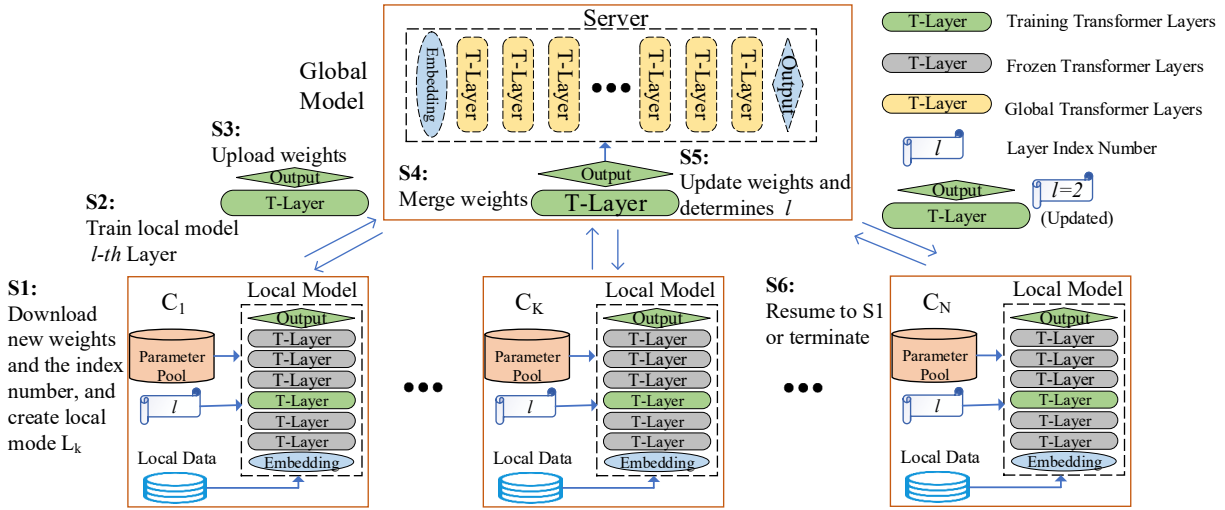 Server
Global
Model
Embedding
T-Layer
T-Layer
T-Layer
•••
T-Layer
T-Layer
T-Layer
Output
T-Layer
Training Transformer Layers
T-Layer
Frozen Transformer Layers
T-Layer
Global Transformer Layers
l
Layer Index Number
Output
T-Layer
l=2
(Updated)
S3:
Upload weights
Output
T-Layer
S4:
Merge weights
Output
T-Layer
S5:
Update weights and
determines l
S2:
Train local model
l-th Layer
S1:
Download
new weights
and the index
number, and
create local
mode Lk
C1
Local Model
Parameter
Pool
l
Local Data
Output
T-Layer
T-Layer
T-Layer
T-Layer
T-Layer
T-Layer
Embedding
•••
CK
Local Model
Parameter
Pool
l
Local Data
Output
T-Layer
T-Layer
T-Layer
T-Layer
T-Layer
T-Layer
Embedding
S6:
Resume to S1
or terminate
•••
CN
Local Model
Parameter
Pool
l
Local Data
Output
T-Layer
T-Layer
T-Layer
T-Layer
T-Layer
T-Layer
Embedding